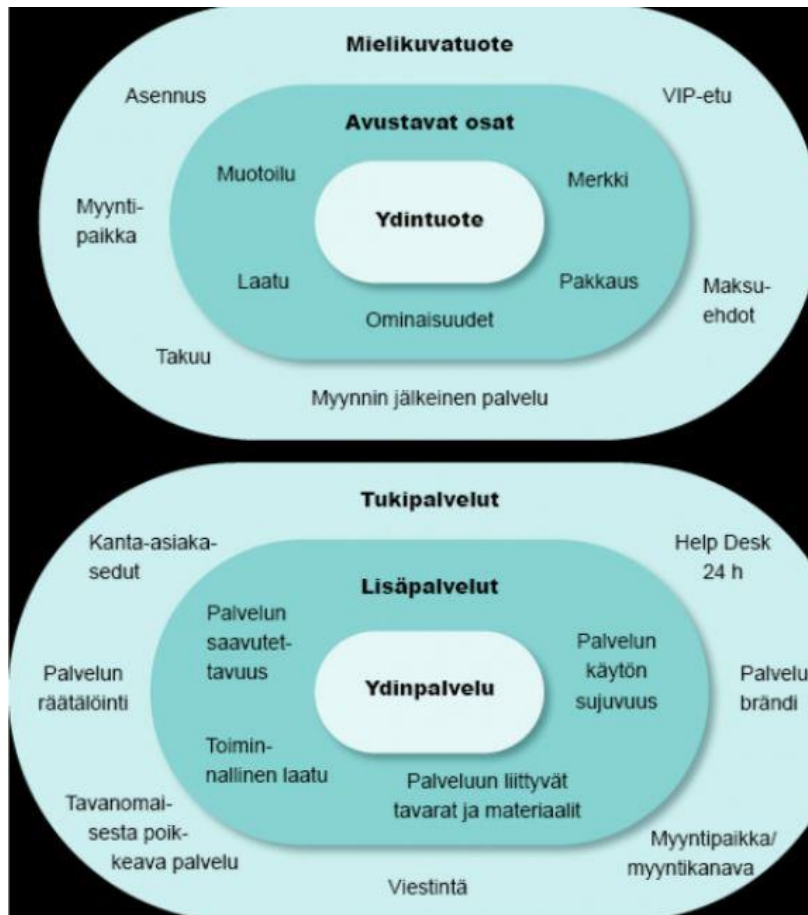 Mielikuvatuote
Asennus
VIP-etu
Avustavat osat
Muotoilu
Merkki
Myynti-
paikka
Ydintuote
Laatu
Pakkaus
Maksu-
ehdot
Ominaisuudet
Takuu
Myynnin jälkeinen palvelu
Tukipalvelut
Kanta-asiaka-
sedut
Help Desk
24 h
Lisäpalvelut
Palvelun
saavutet-
tavuus
Palvelun
käytön
sujuvuus
Palvelun
räätälöinti
Ydinpalvelu
Palvelu
brändi
Toimin-
nallinen laatu
Palveluun liittyvät
tavarat ja materiaalit
Tavanomai-
sesta poik-
keava palvelu
Myyntipaikka/
myyntikanava
Viestintä